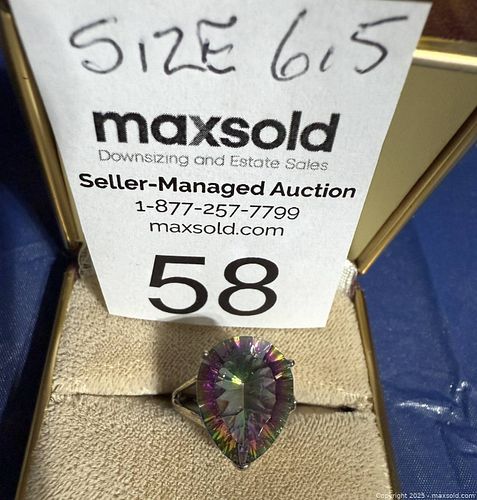 SIZE 6.5
maxsold
Downsizing and Estate Sales
Seller-Managed Auction
1-877-257-7799
maxsold.com
58
copyright 2025 - maxsold.com